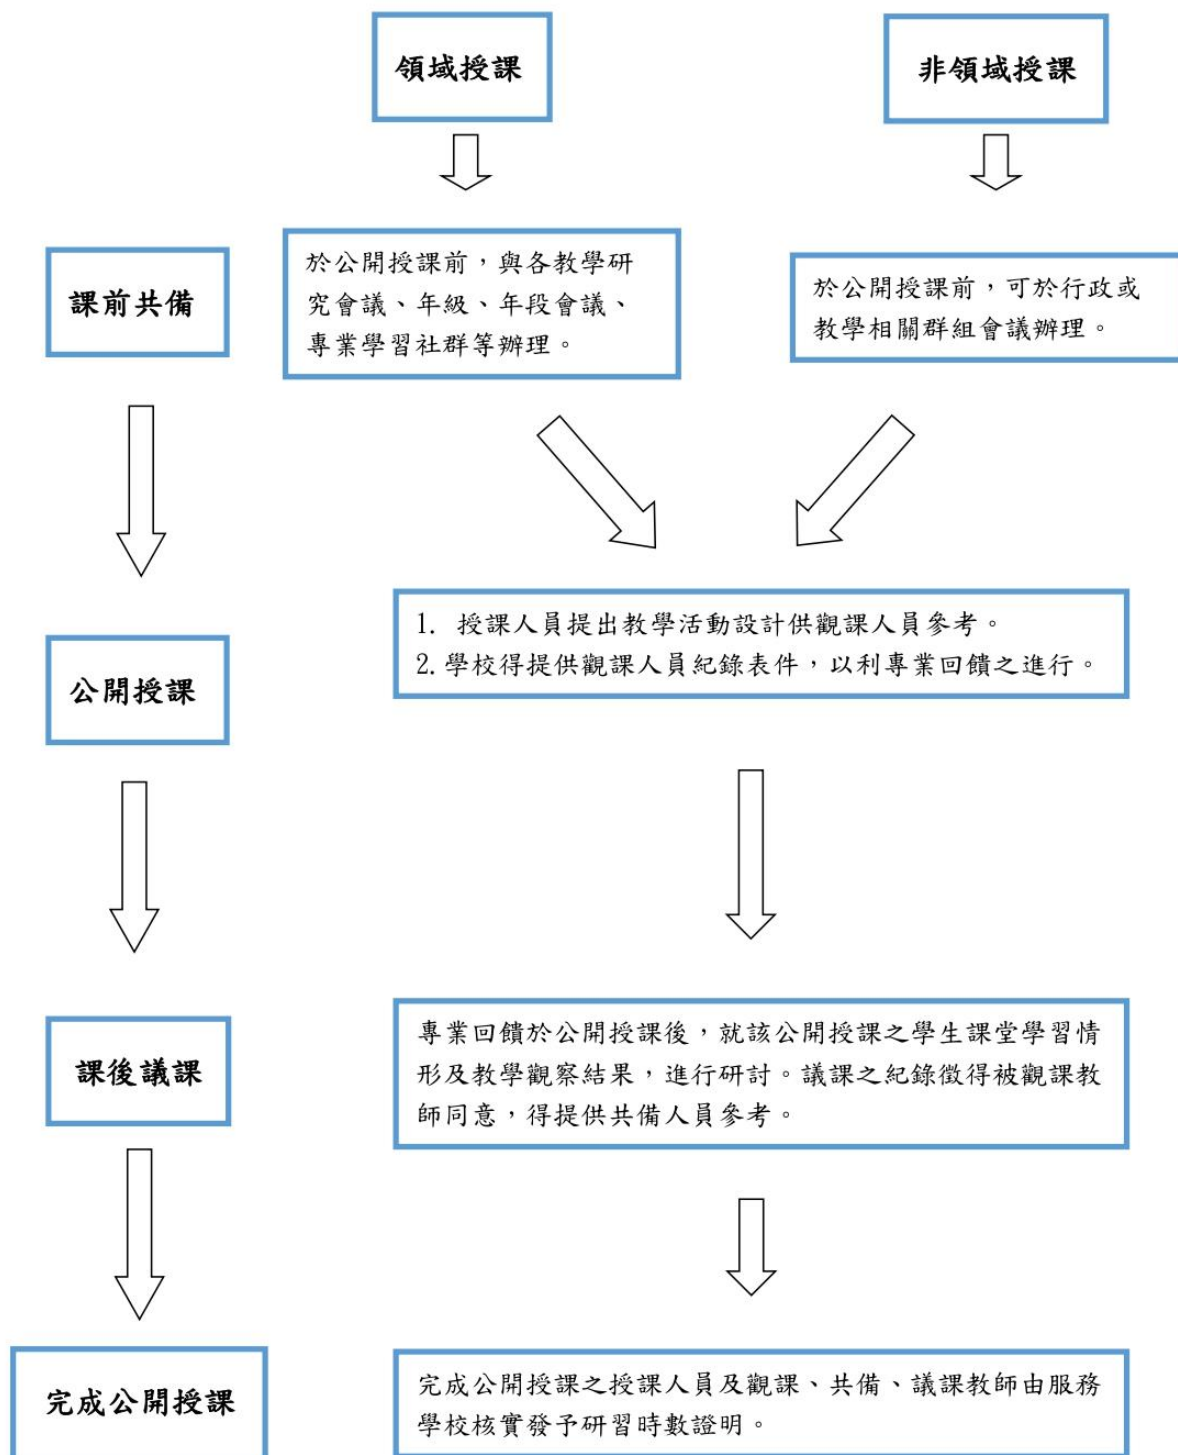 領域授課
非領域授課
課前共備
於公開授課前，與各教學研
究會議、年級、年段會議、
專業學習社群等辦理。
於公開授課前，可於行政或
教學相關群組會議辦理。
公開授課
1. 授課人員提出教學活動設計供觀課人員參考。
2.學校得提供觀課人員紀錄表件，以利專業回饋之進行。
課後議課
專業回饋於公開授課後，就該公開授課之學生課堂學習情
形及教學觀察結果，進行研討。議課之紀錄徵得被觀課教
師同意，得提供共備人員參考。
完成公開授課
完成公開授課之授課人員及觀課、共備、議課教師由服務
學校核實發予研習時數證明。